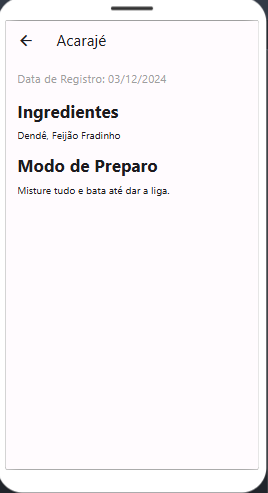 Acarajé
Data de Registro: 03/12/2024
Ingredientes
Dendê, Feijão Fradinho
Modo de Preparo
Misture tudo e bata até dar a liga.